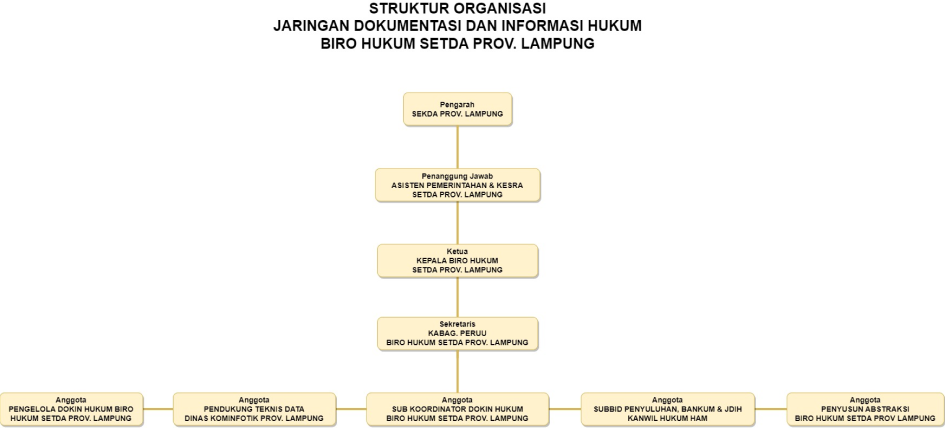 STRUKTUR ORGANISASI
JARINGAN DOKUMENTASI DAN INFORMASI HUKUM
BIRO HUKUM SETDA PROV. LAMPUNG
Pengarah
SEKDA PROV. LAMPUNG
Penanggung Jawab
ASISTEN PEMERINTAHAN & KESRA
SETDA PROV. LAMPUNG
Ketua
KEPALA BIRO HUKUM
SETDA PROV. LAMPUNG
Sekretaris
KABAG. PERUU
BIRO HUKUM SETDA PROV. LAMPUNG
Anggota
PENGELOLA DOKIN HUKUM BIRO
HUKUM SETDA PROV. LAMPUNG
Anggota
PENDUKUNG TEKNIS DATA
DINAS KOMINFOTIK PROV. LAMPUNG
Anggota
SUB KOORDINATOR DOKIN HUKUM
BIRO HUKUM SETDA PROV. LAMPUNG
Anggota
SUBBID PENYULUHAN, BANKUM & JDIH
KANWIL HUKUM HAM
Anggota
PENYUSUN ABSTRAKSI
BIRO HUKUM SETDA PROV LAMPUNG